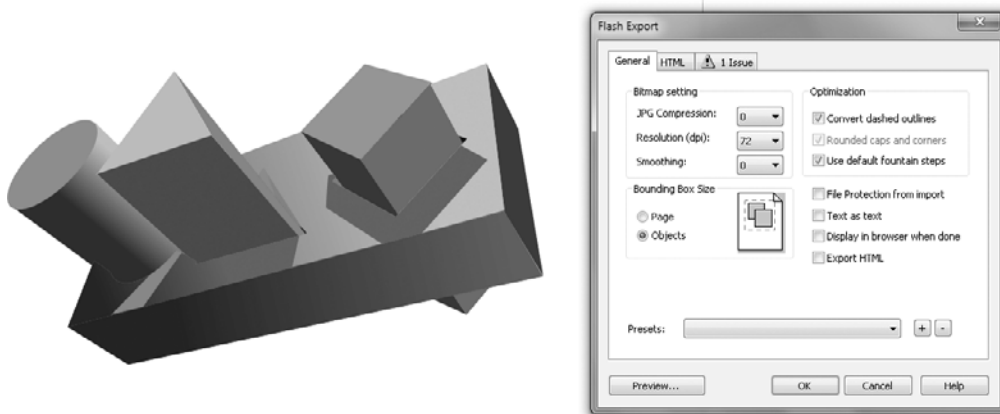 Flash Export
General HTML 1 Issue
Bitmap setting
JPG Compression: 0
Resolution (dpi): 72
Smoothing: 0
Bounding Box Size
Page
Objects
Optimization
Convert dashed outlines
Rounded caps and corners
Use default fountain steps
File Protection from import
Text as text
Display in browser when done
Export HTML
Presets: + -
Preview... OK Cancel Help